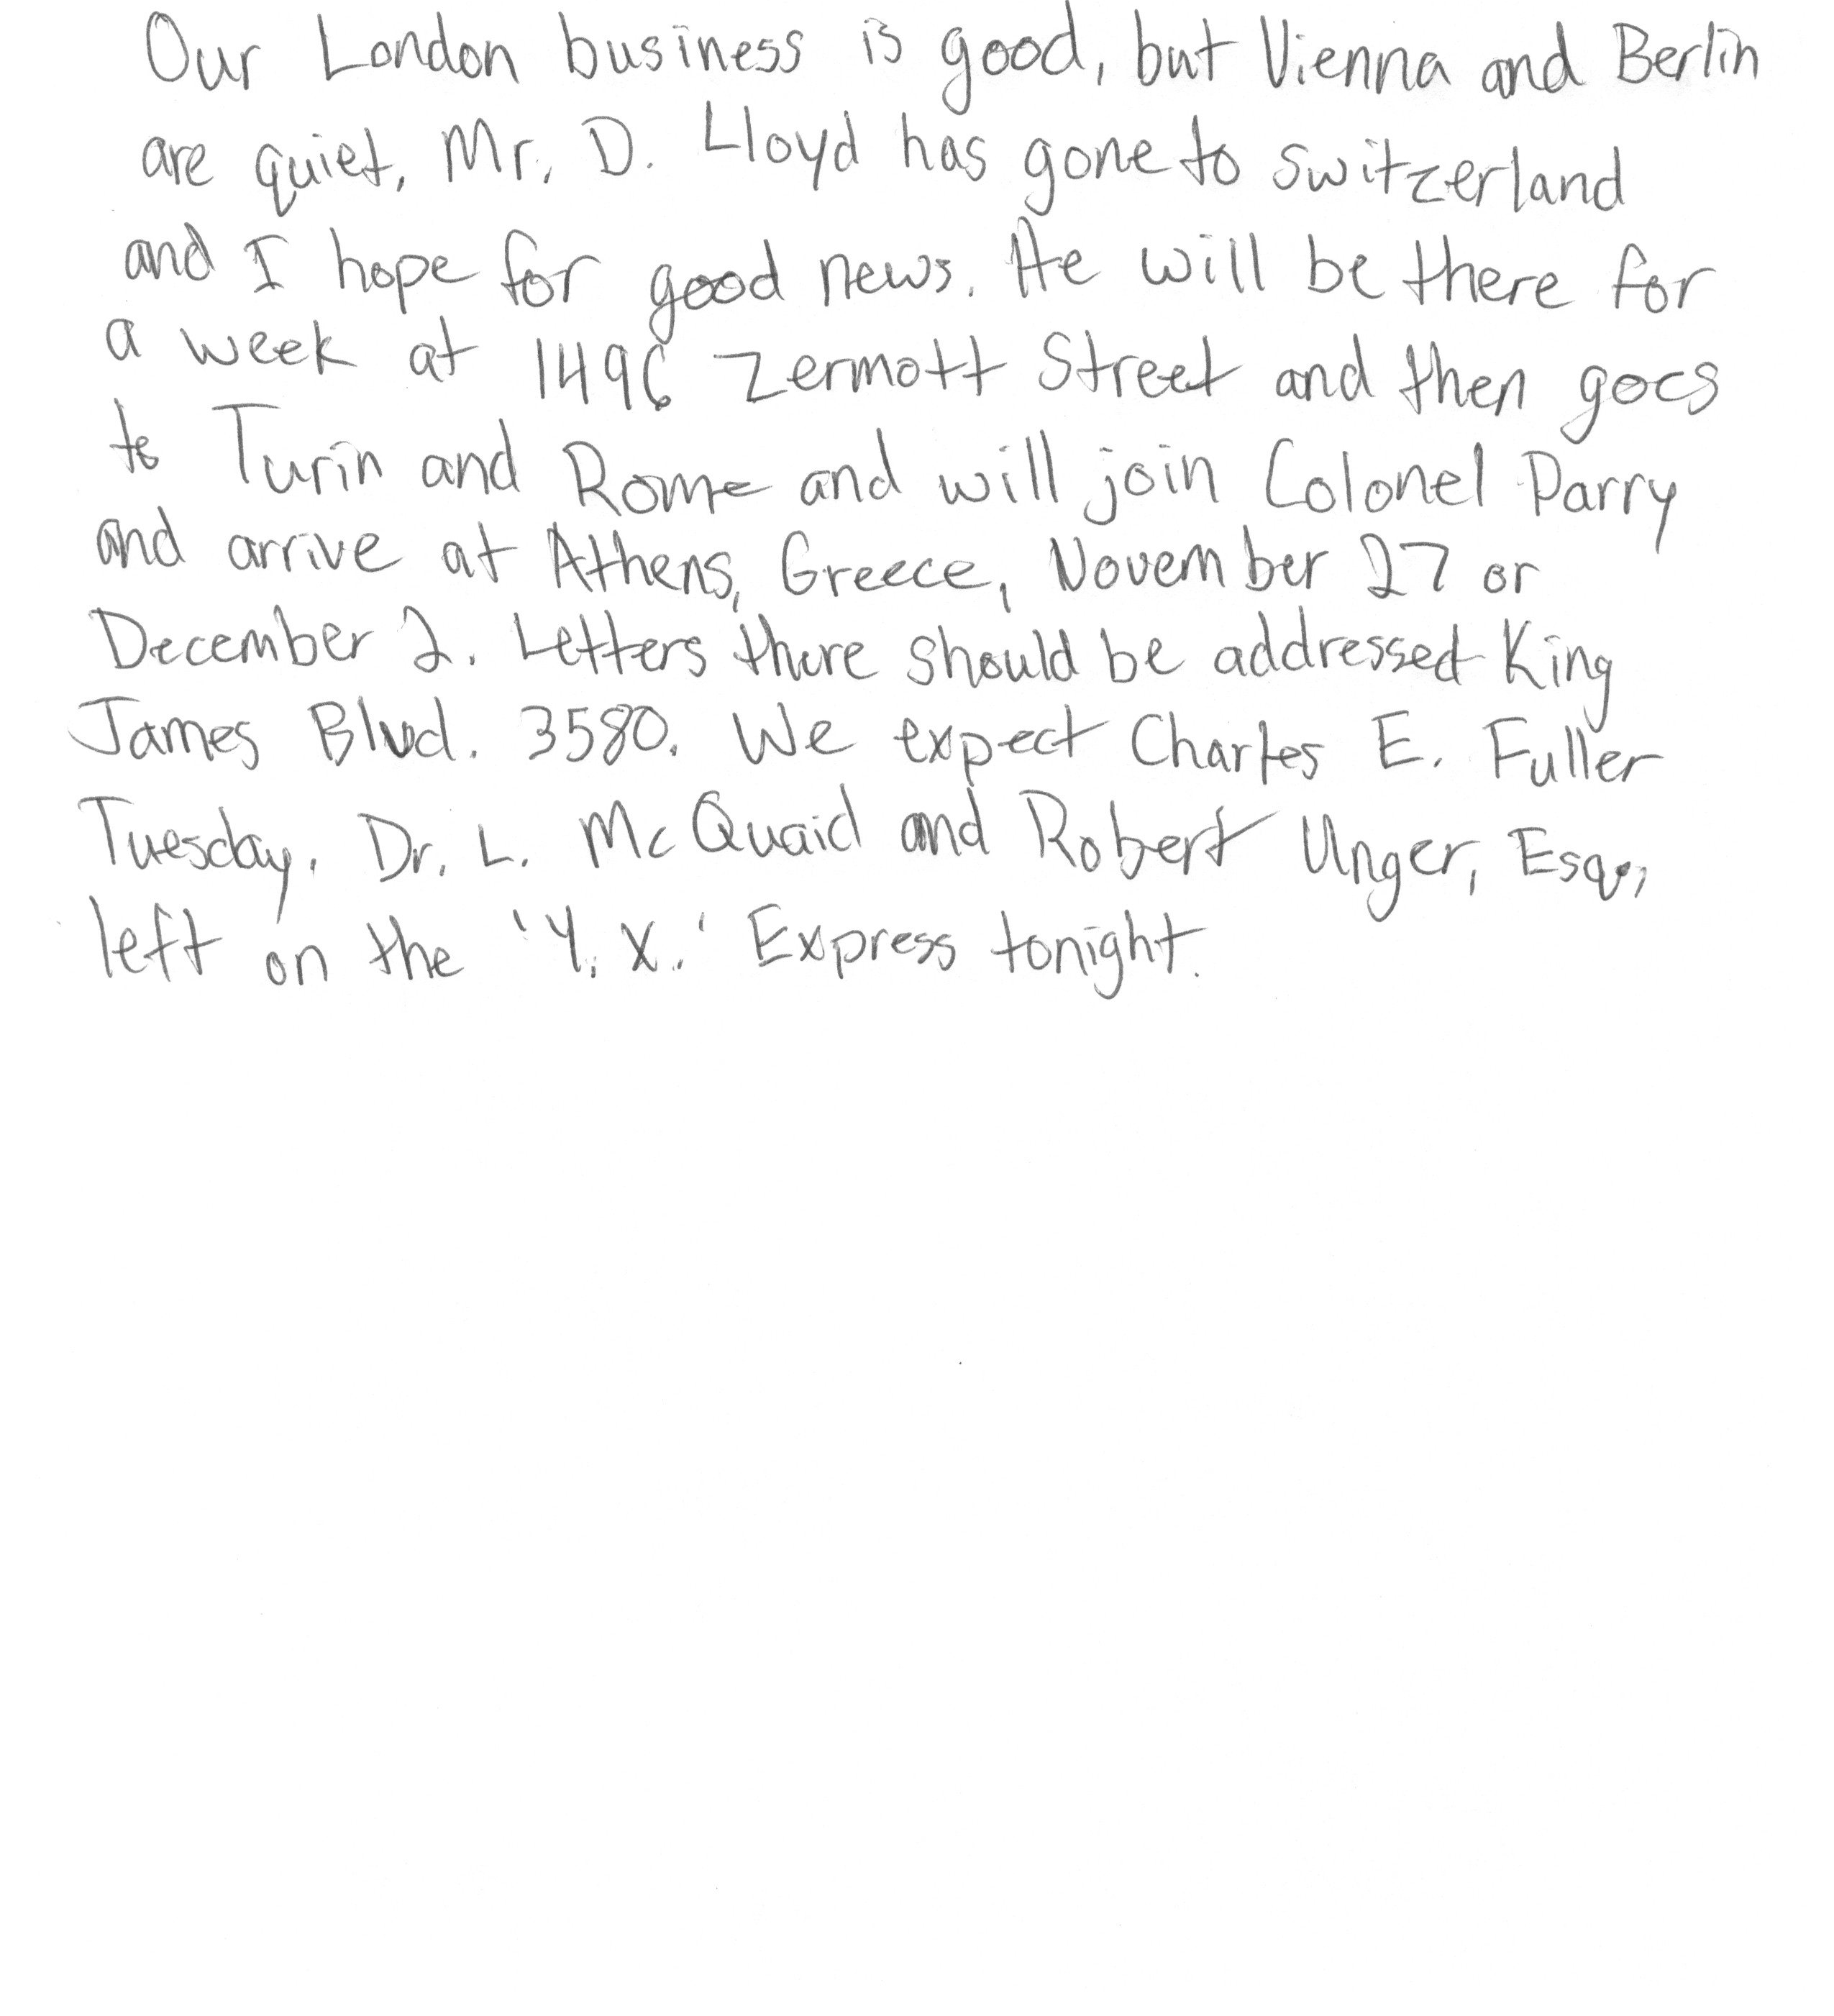 Our London business is good, but Vienna and Berlin
are quiet. Mr. D. Lloyd has gone to switzerland
and I hope for good news. He will be there for
a week at 1496 Zermott Street and then goes
to Turin and Rome and will join Colonel Parry
and arrive at Athens, Greece, November 27 or
December 2. Letters there should be addressed King
James Blvd. 3580. We expect Charles E. Fuller
Tuesday. Dr. L. McQuaid and Robert Unger, Esq.,
left on the 'Y. X.' Express tonight.